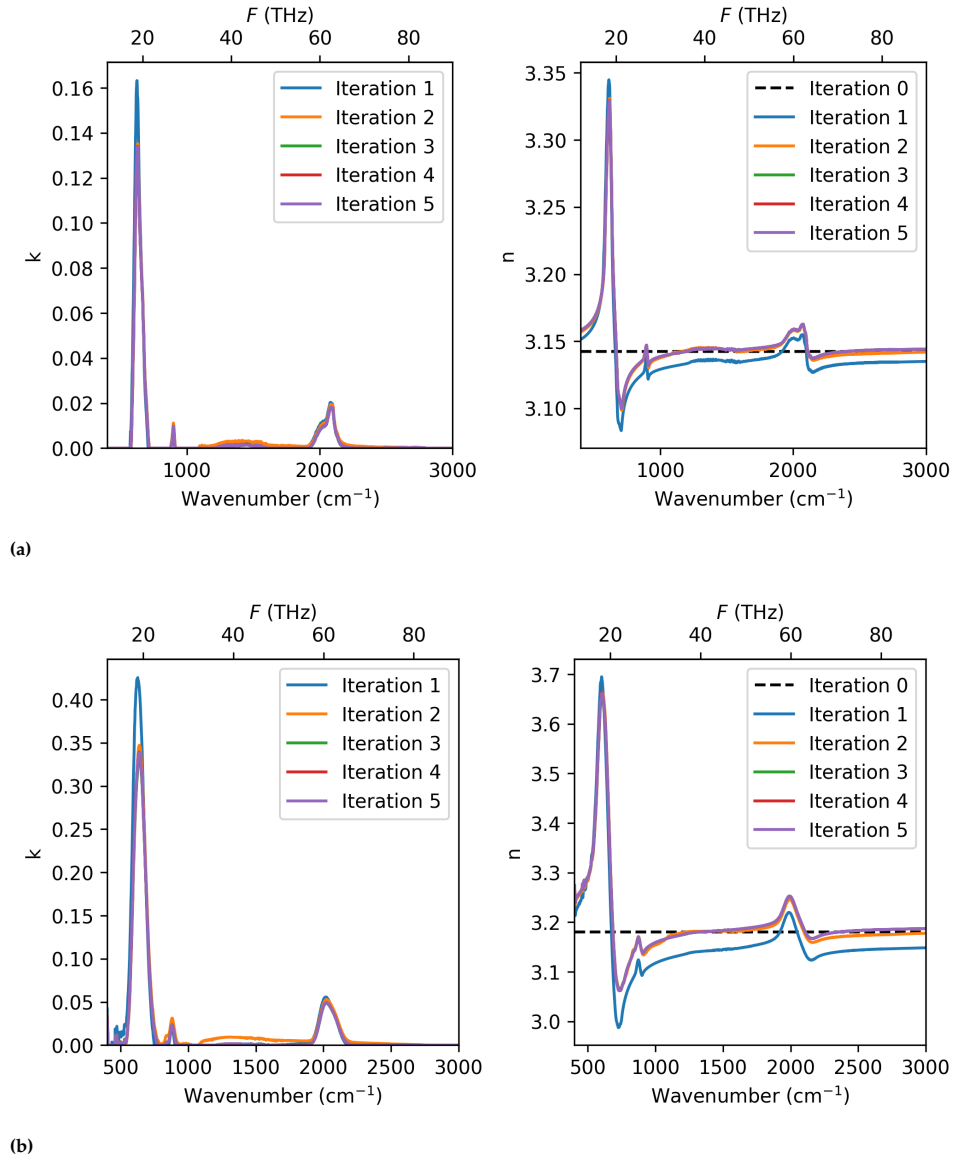 F (THz)
20 40 60 80
k
0.16
0.14
0.12
0.10
0.08
0.06
0.04
0.02
0.00
Iteration 1
Iteration 2
Iteration 3
Iteration 4
Iteration 5
1000 2000 3000
Wavenumber (cm⁻¹)
F (THz)
20 40 60 80
n
3.35
3.30
3.25
3.20
3.15
3.10
Iteration 0
Iteration 1
Iteration 2
Iteration 3
Iteration 4
Iteration 5
1000 2000 3000
Wavenumber (cm⁻¹)
(a)
F (THz)
20 40 60 80
k
0.40
0.35
0.30
0.25
0.20
0.15
0.10
0.05
0.00
Iteration 1
Iteration 2
Iteration 3
Iteration 4
Iteration 5
500 1000 1500 2000 2500 3000
Wavenumber (cm⁻¹)
F (THz)
20 40 60 80
n
3.7
3.6
3.5
3.4
3.3
3.2
3.1
3.0
Iteration 0
Iteration 1
Iteration 2
Iteration 3
Iteration 4
Iteration 5
500 1000 1500 2000 2500 3000
Wavenumber (cm⁻¹)
(b)